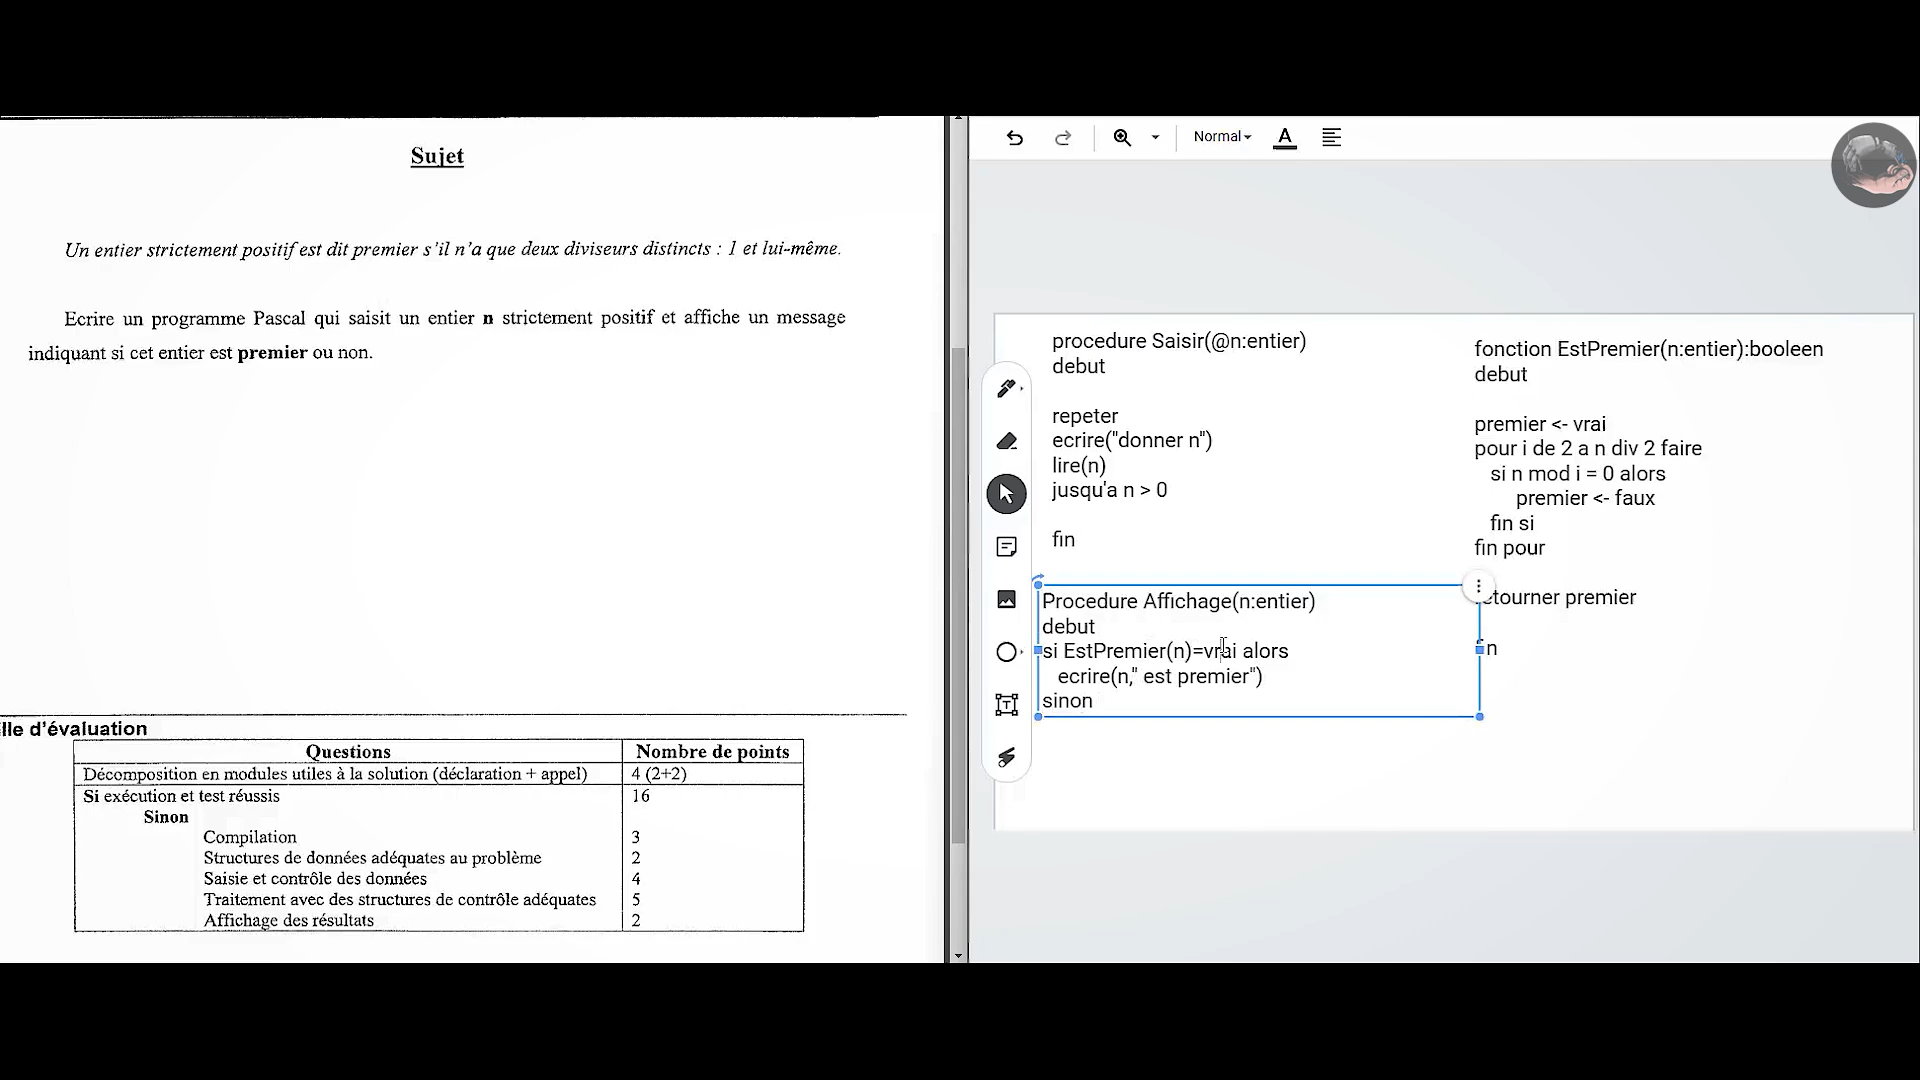 Sujet
Un entier strictement positif est dit premier s'il n'a que deux diviseurs distincts : 1 et lui-même.
Ecrire un programme Pascal qui saisit un entier n strictement positif et affiche un message
indiquant si cet entier est premier ou non.
lle d'évaluation
Questions Nombre de points
Décomposition en modules utiles à la solution (déclaration + appel) 4 (2+2)
Si exécution et test réussis 16
Sinon
Compilation 3
Structures de données adéquates au problème 2
Saisie et contrôle des données 4
Traitement avec des structures de contrôle adéquates 5
Affichage des résultats 2
Normal
procedure Saisir(@n:entier)
debut
repeter
ecrire("donner n")
lire(n)
jusqu'a n > 0
fin
Procedure Affichage(n:entier)
debut
si EstPremier(n)=vrai alors
ecrire(n," est premier")
sinon
fonction EstPremier(n:entier):booleen
debut
premier <- vrai
pour i de 2 a n div 2 faire
si n mod i = 0 alors
premier <- faux
fin si
fin pour
retourner premier
fin